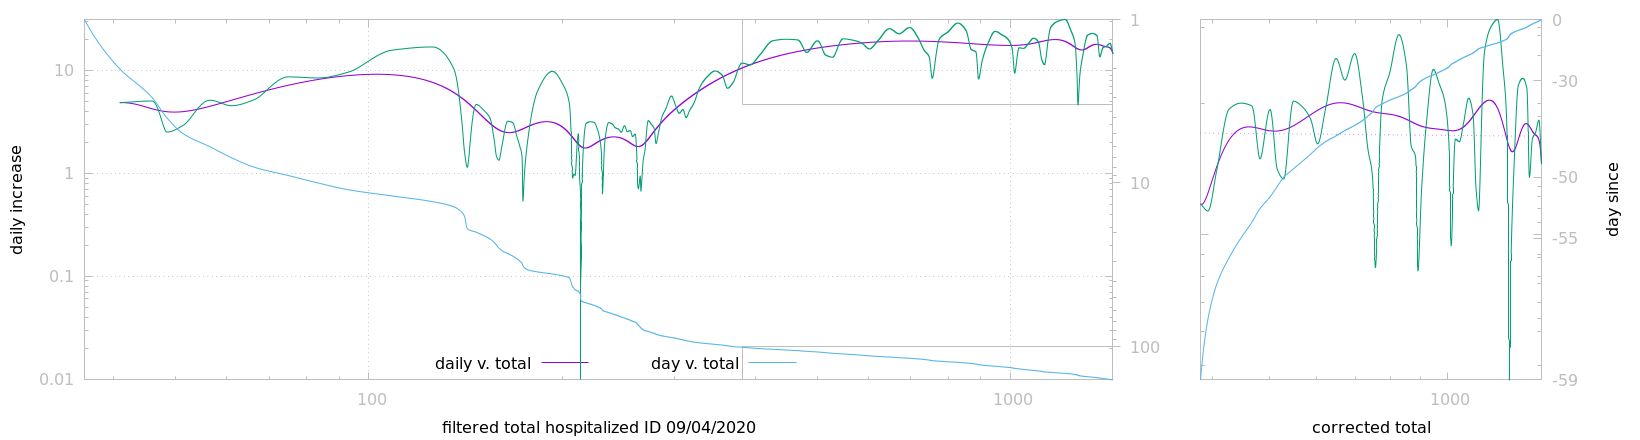 10
1
0.1
0.01
daily increase
daily v. total
day v. total
100
1000
filtered total hospitalized ID 09/04/2020
1
10
100
0
-30
-50
-55
-59
day since
1000
corrected total